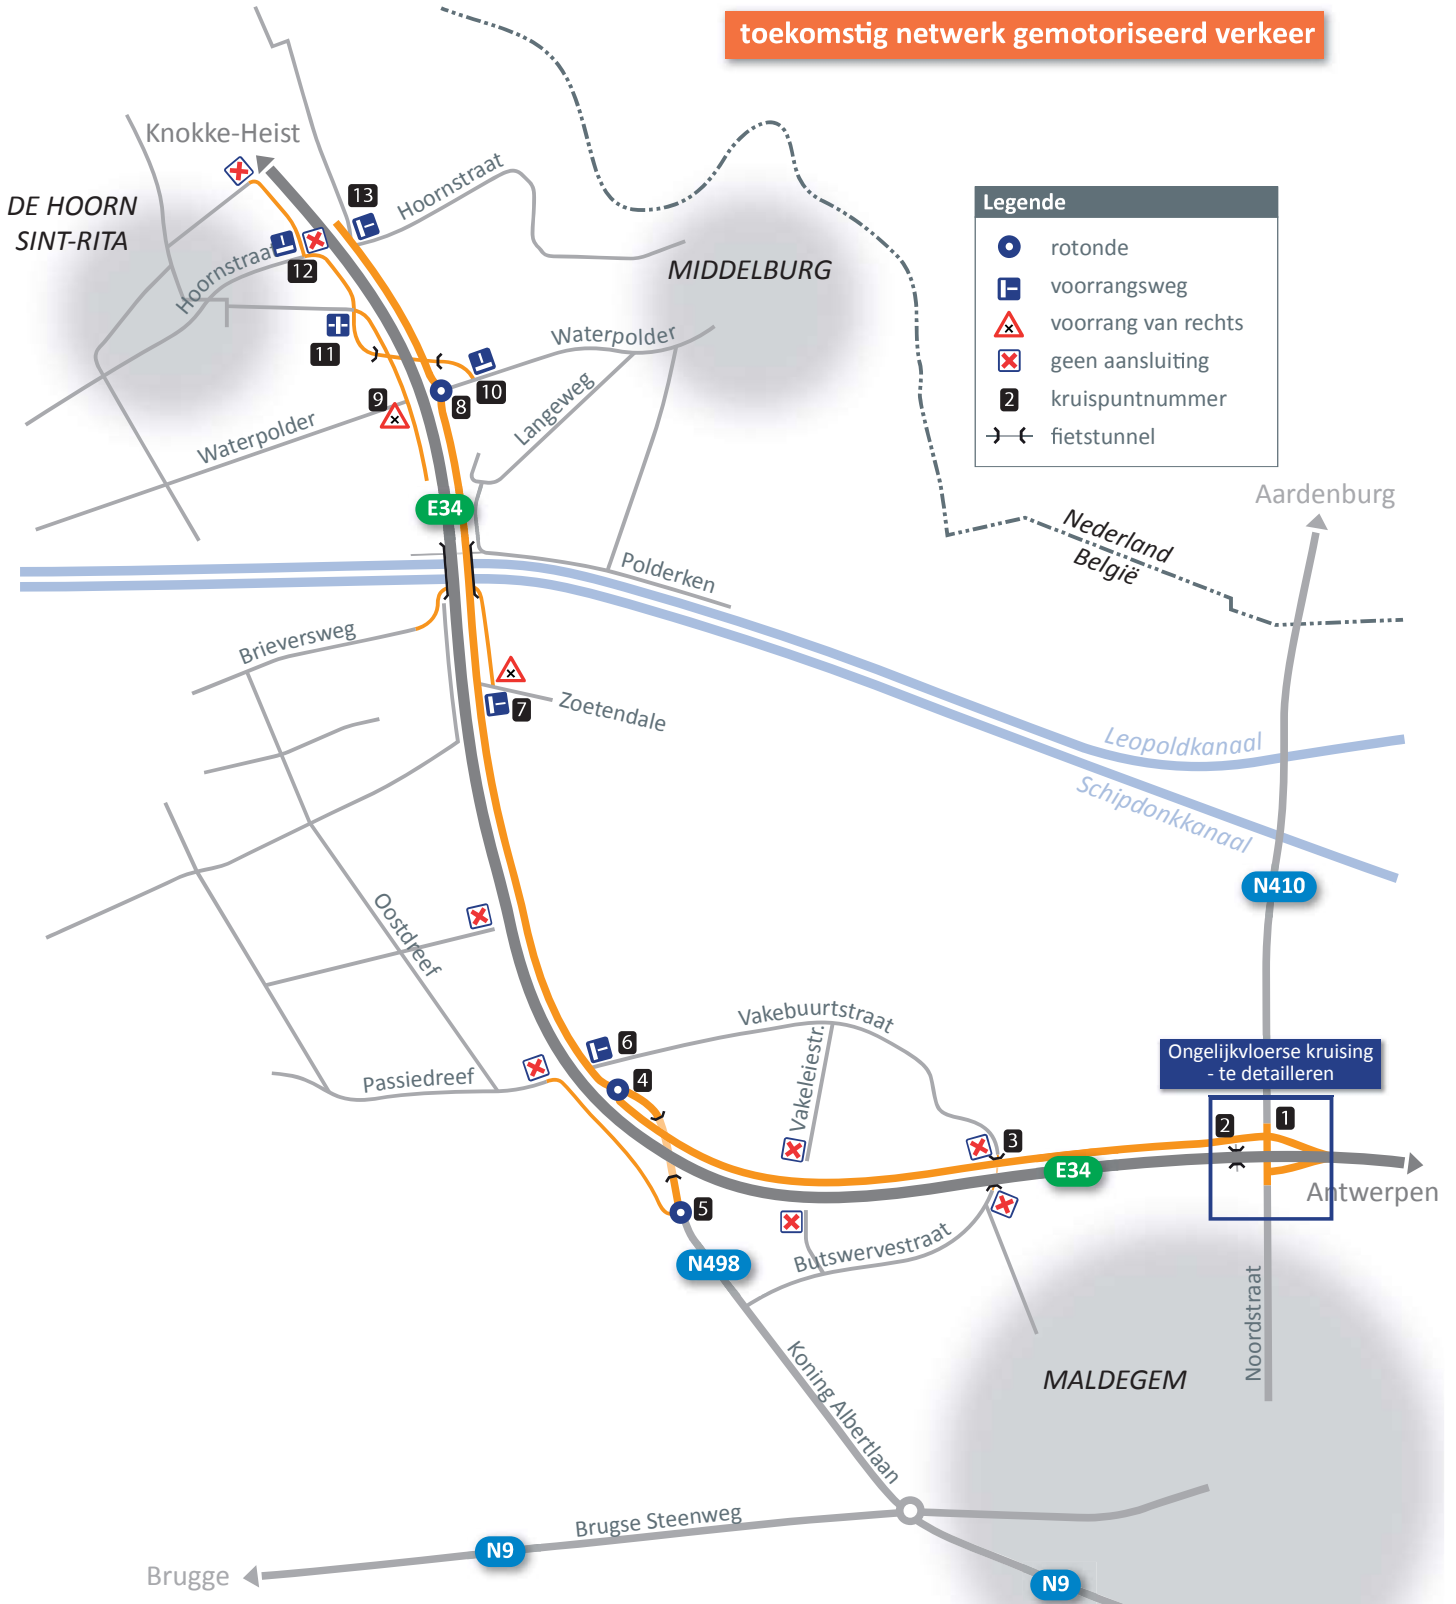 toekomstig netwerk gemotoriseerd verkeer
Knokke-Heist
DE HOORN
SINT-RITA
13
Hoornstraat
Hoornstraat
12
MIDDELBURG
Legende
rotonde
voorrangsweg
voorrang van rechts
geen aansluiting
2 kruispuntnummer
fietstunnel
11
Waterpolder
10
9
8
Langeweg
Waterpolder
E34
Aardenburg
Nederland
België
Polderken
Brieversweg
7
Zoetendale
Leopoldkanaal
Schipdonkkanaal
N410
Oostdreef
Vakebuurtstraat
6
Vakeleiestr.
Passiedreef
4
Ongelijkvloerse kruising
- te detailleren
3
2
1
E34
Antwerpen
5
N498
Butswervestraat
Noordstraat
Koning Albertlaan
MALDEGEM
Brugse Steenweg
N9
Brugge
N9